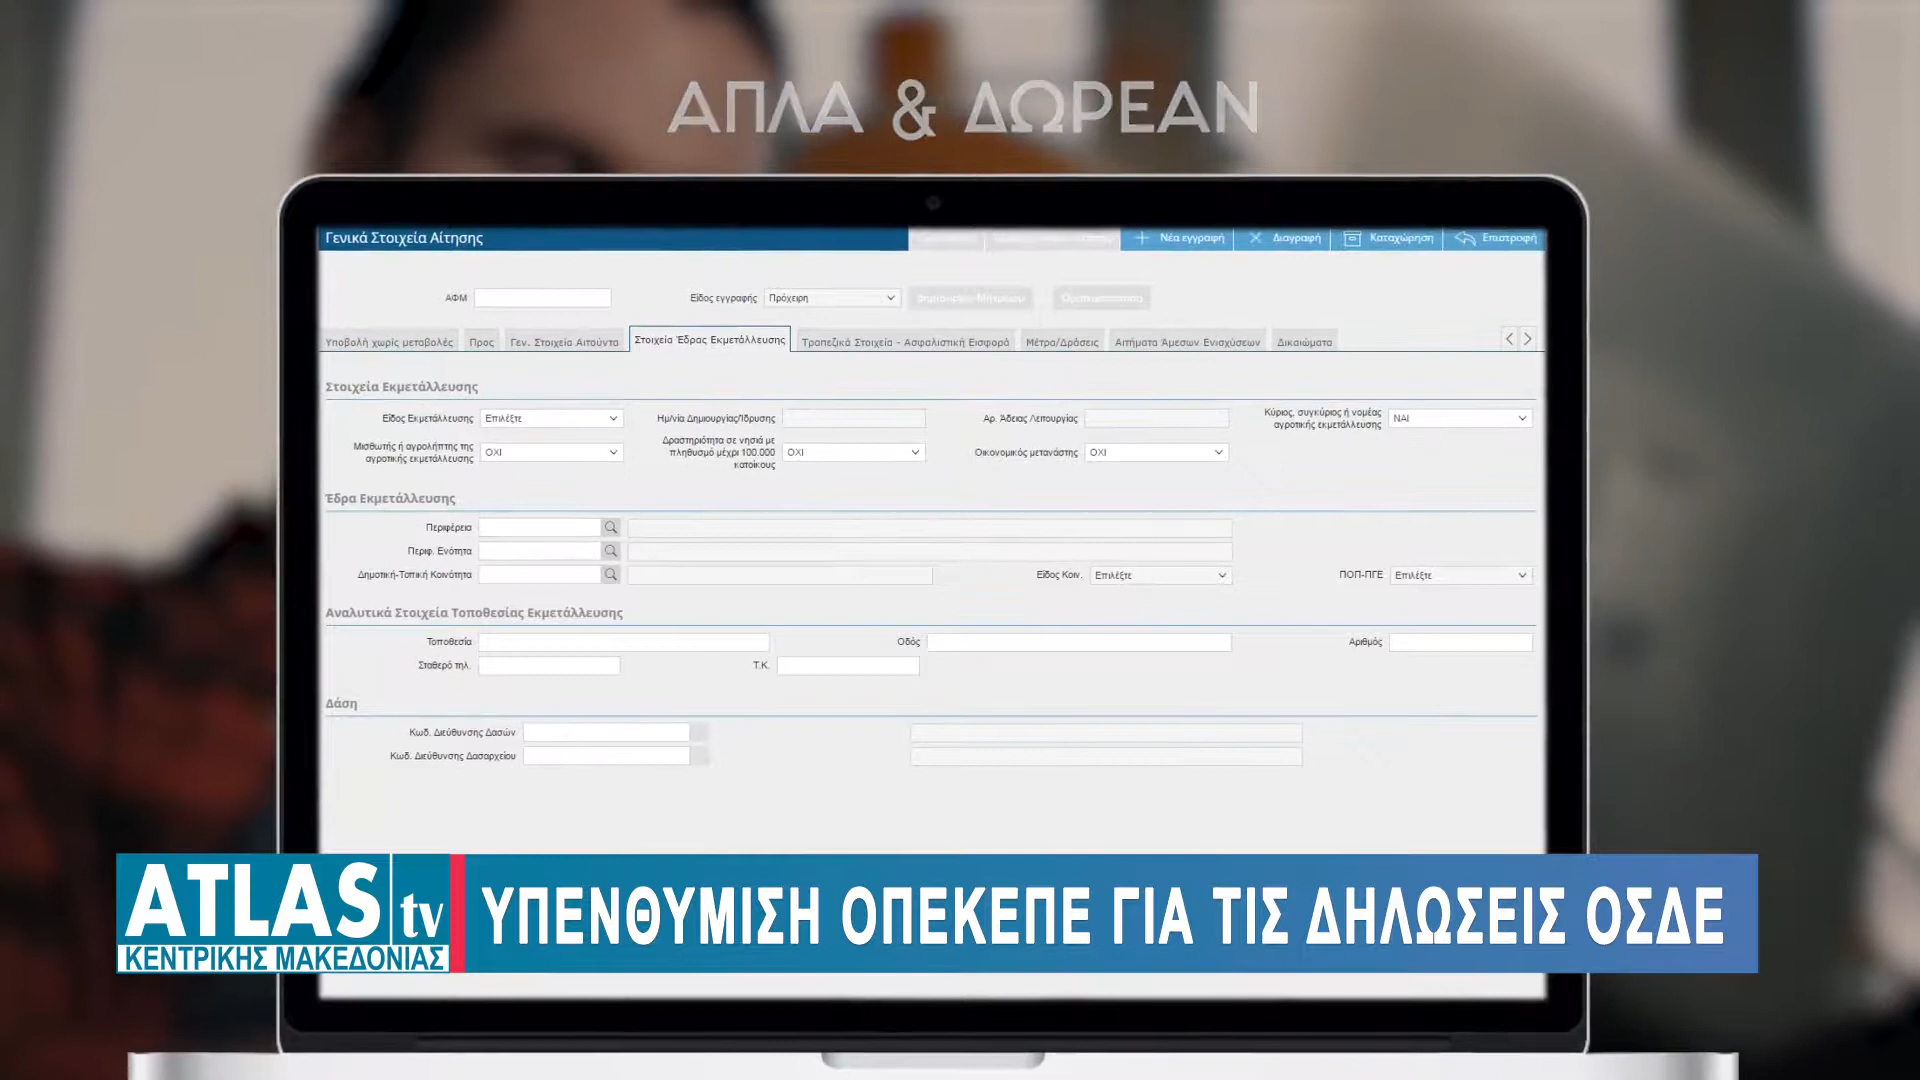 ΑΠΛΑ & ΔΩΡΕΑΝ
Γενικά Στοιχεία Αίτησης
Νέα εγγραφή
Διαγραφή
Καταχώρηση
Επιστροφή
ΑΦΜ
Είδος εγγραφής
Πρόχειρη
Υποβολή χωρίς μεταβολές
Προς
Γεν. Στοιχεία Αιτούντα
Στοιχεία Έδρας Εκμετάλλευσης
Τραπεζικά Στοιχεία - Ασφαλιστική Εισφορά
Μέτρα/Δράσεις
Αιτήματα Άμεσων Ενισχύσεων
Δικαιώματα
Στοιχεία Εκμετάλλευσης
Είδος Εκμετάλλευσης
Επιλέξτε
Ημ/νία Δημιουργίας/Ίδρυσης
Αρ. Άδειας Λειτουργίας
Κύριος, συγκύριος ή νομέας
αγροτικής εκμετάλλευσης
ΝΑΙ
Μισθωτής ή αγρολήπτης της
αγροτικής εκμετάλλευσης
ΟΧΙ
Δραστηριότητα σε νησιά με
πληθυσμό μέχρι 100.000
κατοίκους
ΟΧΙ
Οικονομικός μετανάστης
ΟΧΙ
Έδρα Εκμετάλλευσης
Περιφέρεια
Περιφ. Ενότητα
Δημοτική-Τοπική Κοινότητα
Είδος Κοιν.
Επιλέξτε
ΠΟΠ-ΠΓΕ
Επιλέξτε
Αναλυτικά Στοιχεία Τοποθεσίας Εκμετάλλευσης
Τοποθεσία
Οδός
Αριθμός
Σταθερό τηλ.
Τ.Κ.
Δάση
Κωδ. Διεύθυνσης Δασών
Κωδ. Διεύθυνσης Δασαρχείου
ATLAS tv
ΚΕΝΤΡΙΚΗΣ ΜΑΚΕΔΟΝΙΑΣ
ΥΠΕΝΘΥΜΙΣΗ ΟΠΕΚΕΠΕ ΓΙΑ ΤΙΣ ΔΗΛΩΣΕΙΣ ΟΣΔΕ